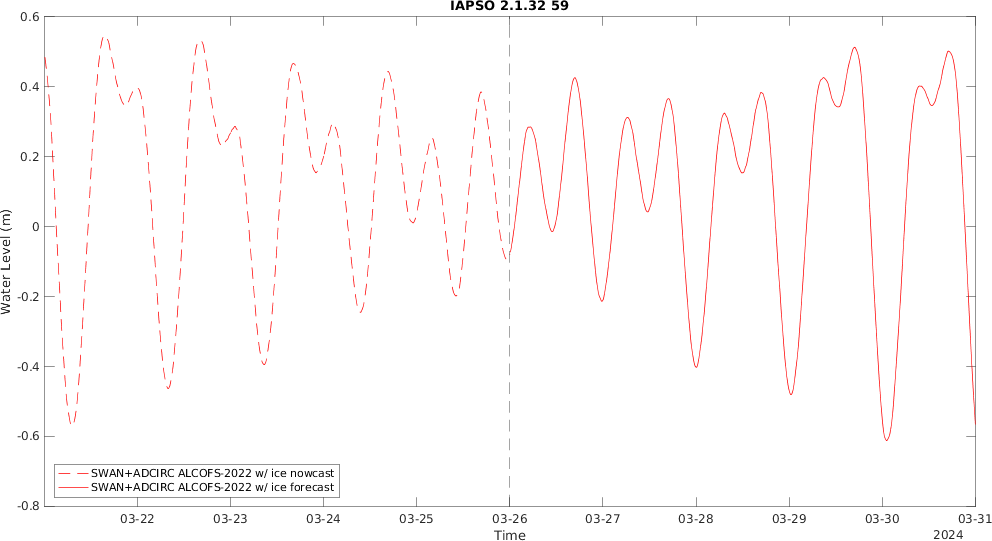 IAPSO 2.1.32 59
0.6
0.4
0.2
0
-0.2
-0.4
-0.6
-0.8
Water Level (m)
SWAN+ADCIRC ALCOFS-2022 w/ ice nowcast
SWAN+ADCIRC ALCOFS-2022 w/ ice forecast
03-22 03-23 03-24 03-25 03-26 03-27 03-28 03-29 03-30 03-31
Time
2024